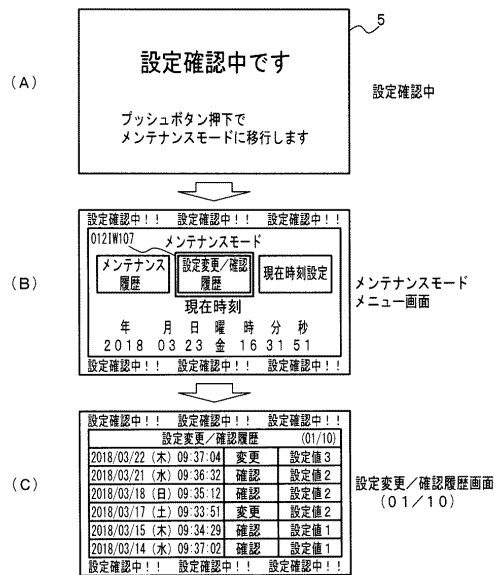 5
(A)
設定確認中です
プッシュボタン押下で
メンテナンスモードに移行します
設定確認中
(B)
設定確認中！！ 設定確認中！！ 設定確認中！！
012IW107 メンテナンスモード
メンテナンス
履歴
設定変更／確認
履歴
現在時刻設定
現在時刻
年 月 日 曜 時 分 秒
2018 03 23 金 16 31 51
設定確認中！！ 設定確認中！！ 設定確認中！！
メンテナンスモード
メニュー画面
(C)
設定確認中！！ 設定確認中！！ 設定確認中！！
設定変更／確認履歴 (01/10)
2018/03/22 (木) 09:37:04 変更 設定値3
2018/03/21 (水) 09:36:32 確認 設定値2
2018/03/18 (日) 09:35:12 確認 設定値2
2018/03/17 (土) 09:33:51 変更 設定値2
2018/03/15 (木) 09:34:29 確認 設定値1
2018/03/14 (水) 09:37:02 確認 設定値1
設定確認中！！ 設定確認中！！ 設定確認中！！
設定変更／確認履歴画面
(01／10)